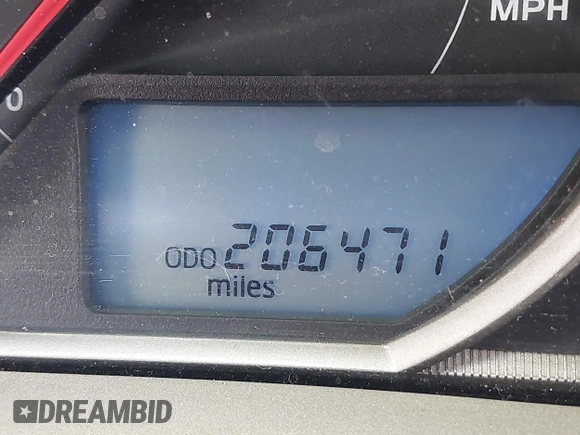 MPH
0
ODO 206471
miles
DREAMBID